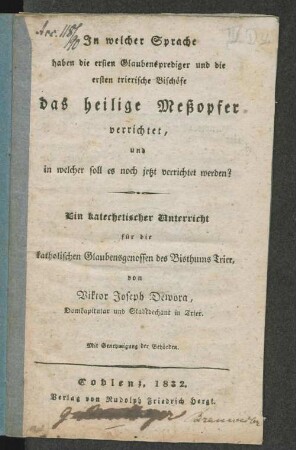 In welcher Sprache
haben die ersten Glaubensprediger und die
ersten trierische Bischöfe
das heilige Meßopfer
verrichtet,
und
in welcher soll es noch jetzt verrichtet werden?
Ein katechetischer Unterricht
für die
katholischen Glaubensgenossen des Bisthums Trier,
von
Viktor Joseph Dewora,
Domkapitular und Stadtdechant in Trier.
Mit Genehmigung der Behörden.
Coblenz, 1832.
Verlag von Rudolph Friedrich Hergt.